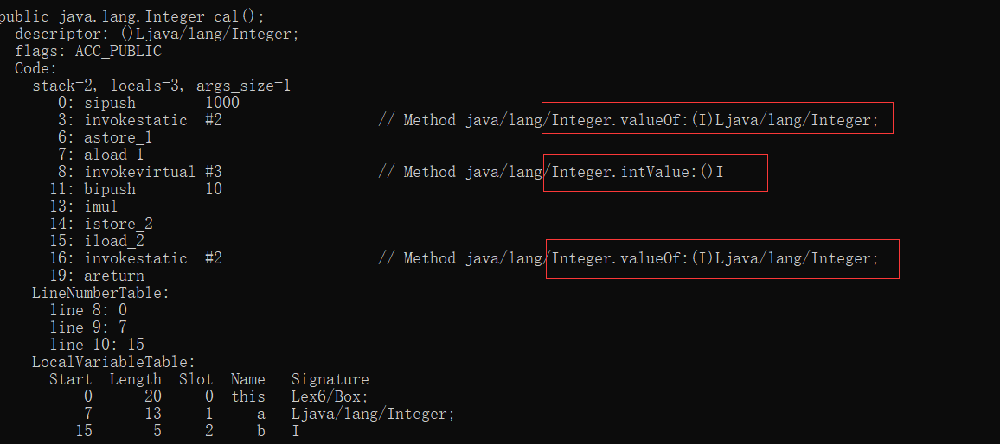 public java.lang.Integer cal();
descriptor: ()Ljava/lang/Integer;
flags: ACC_PUBLIC
Code:
stack=2, locals=3, args_size=1
0: sipush 1000
3: invokestatic #2 // Method java/lang/Integer.valueOf:(I)Ljava/lang/Integer;
6: astore_1
7: aload_1
8: invokevirtual #3 // Method java/lang/Integer.intValue:()I
11: bipush 10
13: imul
14: istore_2
15: iload_2
16: invokestatic #2 // Method java/lang/Integer.valueOf:(I)Ljava/lang/Integer;
19: areturn
LineNumberTable:
line 8: 0
line 9: 7
line 10: 15
LocalVariableTable:
Start Length Slot Name Signature
0 20 0 this Lex6/Box;
7 13 1 a Ljava/lang/Integer;
15 5 2 b I